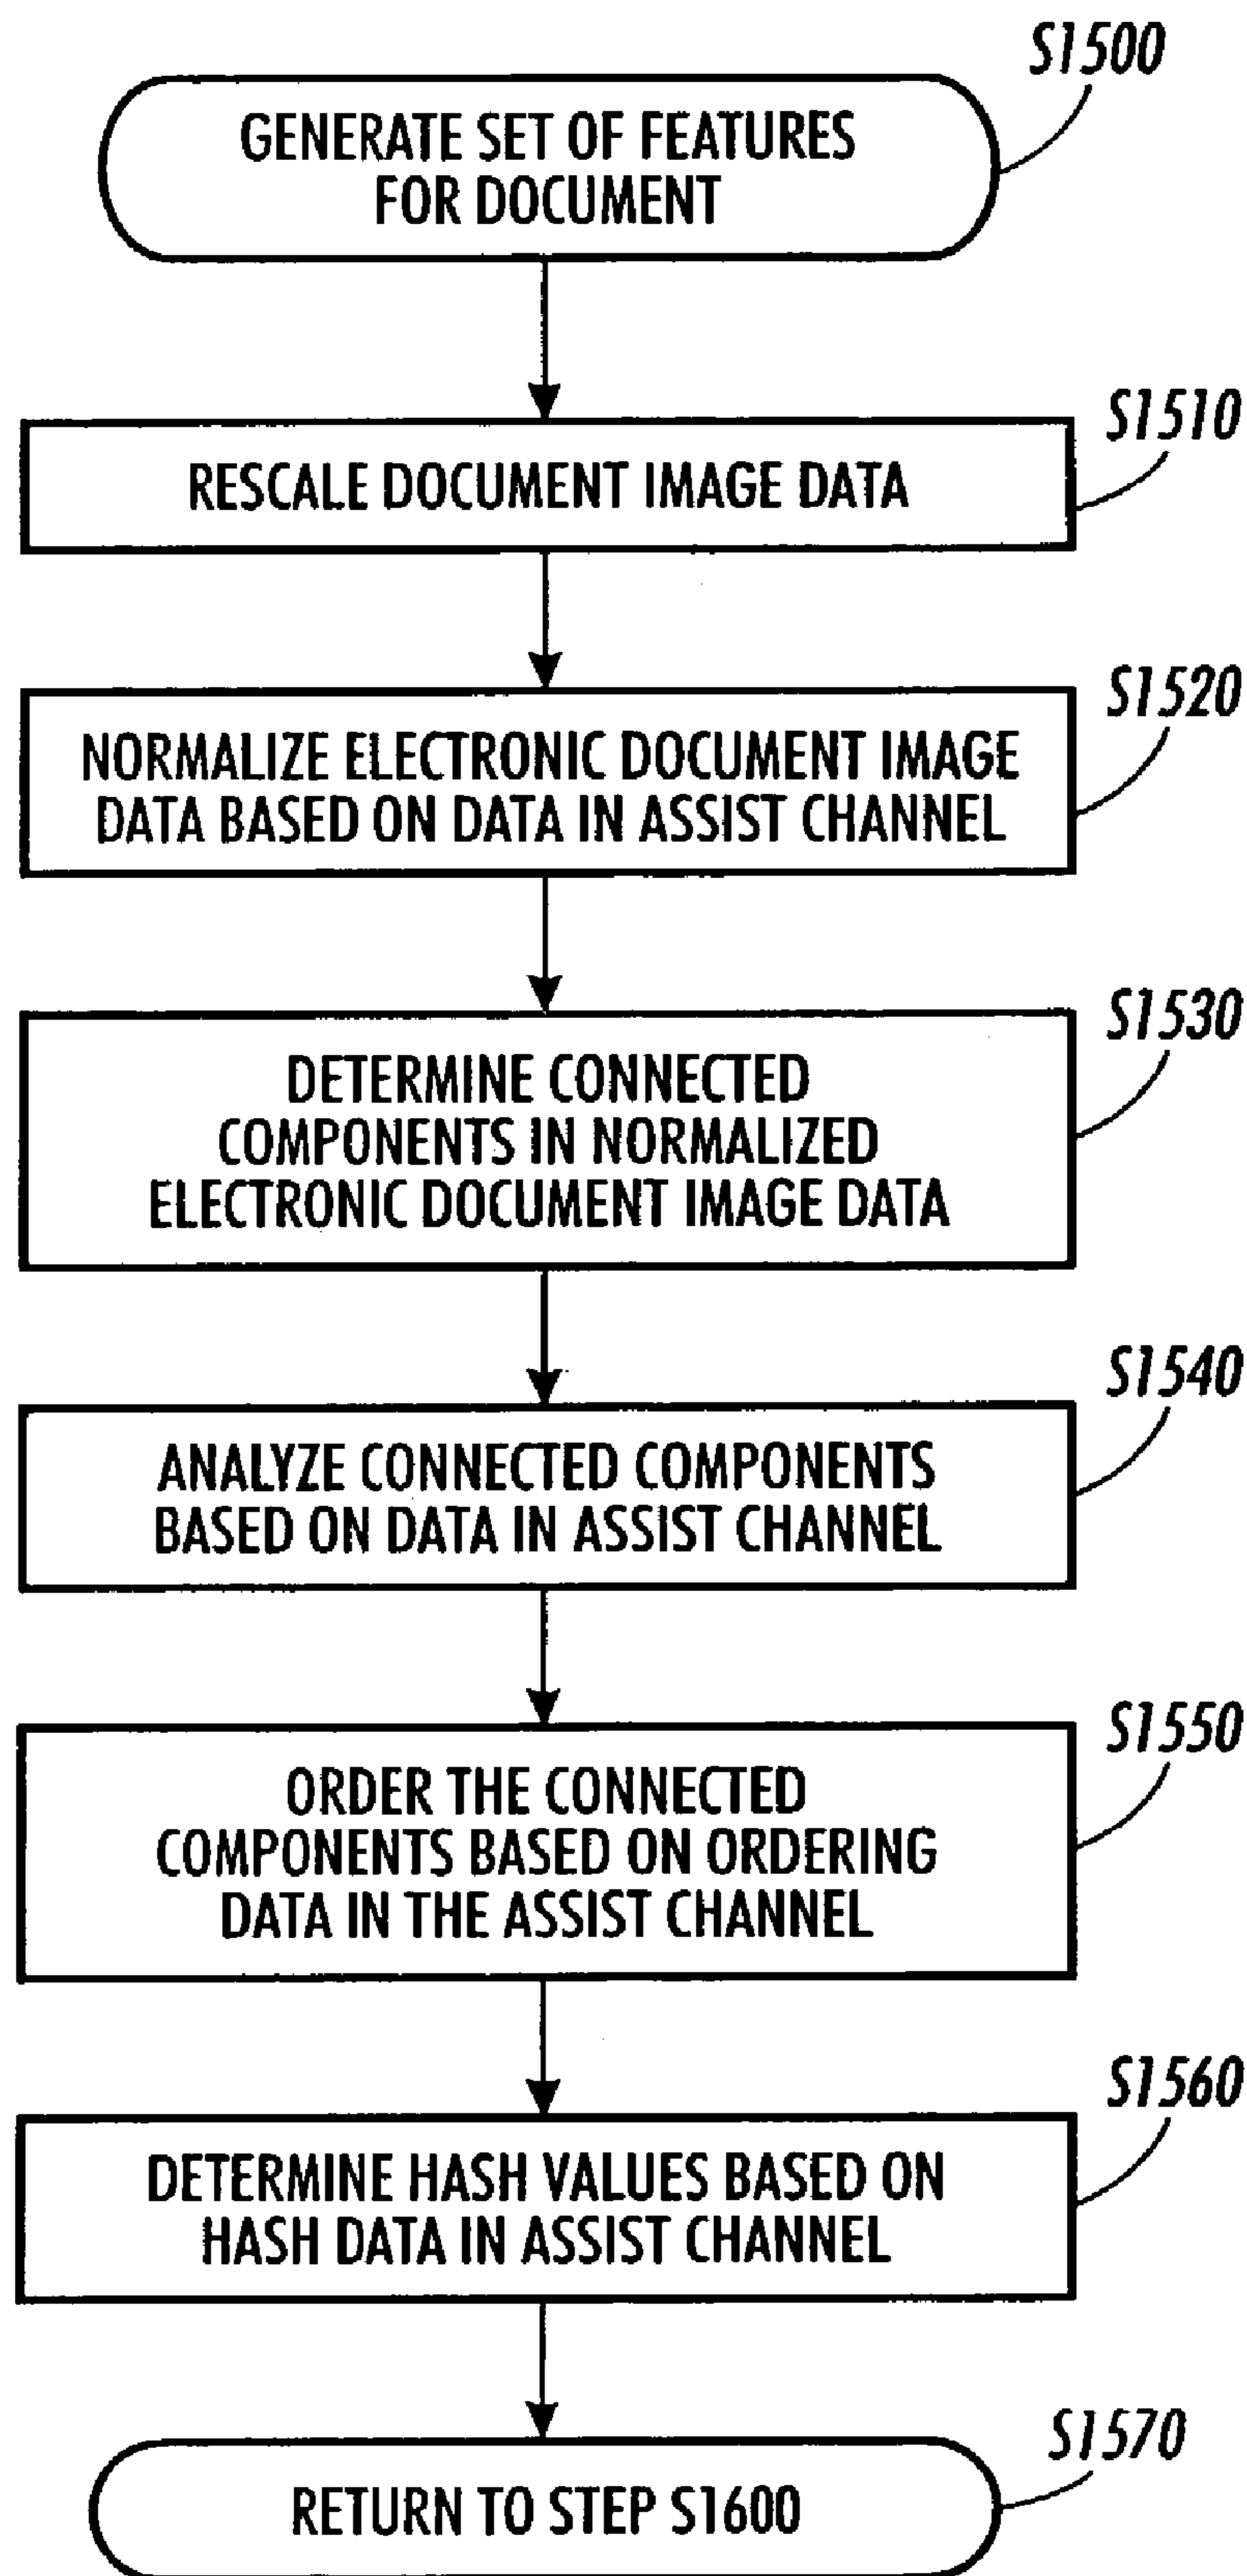 S1500
GENERATE SET OF FEATURES
FOR DOCUMENT
S1510
RESCALE DOCUMENT IMAGE DATA
S1520
NORMALIZE ELECTRONIC DOCUMENT IMAGE
DATA BASED ON DATA IN ASSIST CHANNEL
S1530
DETERMINE CONNECTED
COMPONENTS IN NORMALIZED
ELECTRONIC DOCUMENT IMAGE DATA
S1540
ANALYZE CONNECTED COMPONENTS
BASED ON DATA IN ASSIST CHANNEL
S1550
ORDER THE CONNECTED
COMPONENTS BASED ON ORDERING
DATA IN THE ASSIST CHANNEL
S1560
DETERMINE HASH VALUES BASED ON
HASH DATA IN ASSIST CHANNEL
S1570
RETURN TO STEP S1600